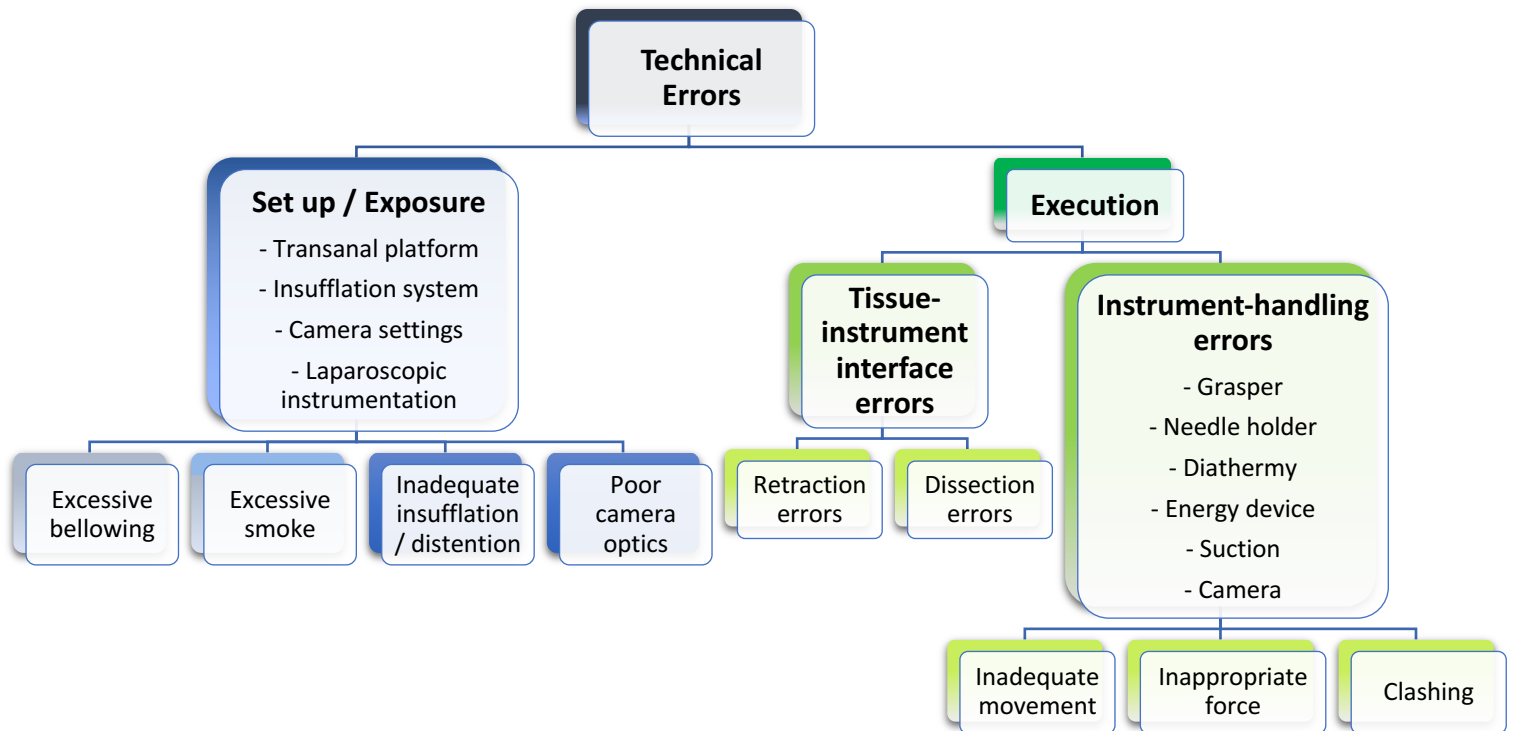 Technical
Errors
Set up / Exposure
- Transanal platform
- Insufflation system
- Camera settings
- Laparoscopic
instrumentation
Execution
Tissue-
instrument
interface
errors
Instrument-handling
errors
- Grasper
- Needle holder
- Diathermy
- Energy device
- Suction
- Camera
Excessive
bellowing
Excessive
smoke
Inadequate
insufflation
/ distention
Poor
camera
optics
Retraction
errors
Dissection
errors
Inadequate
movement
Inappropriate
force
Clashing